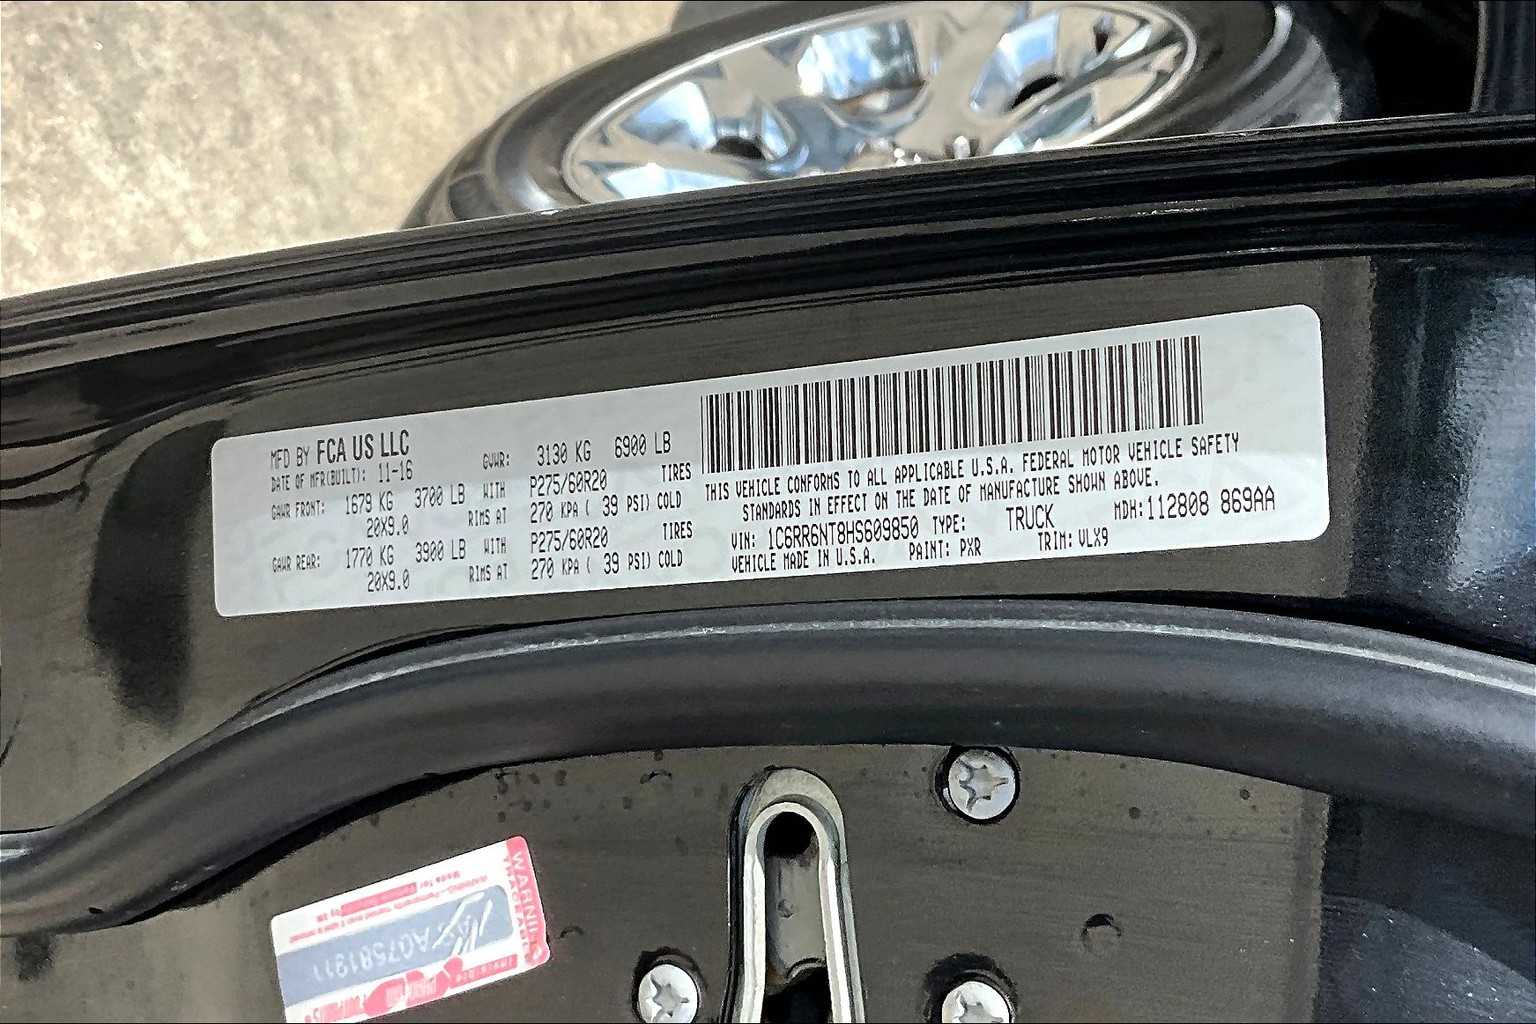 MFD BY FCA US LLC
DATE OF MFR(BUILT): 11-16
GVWR: 3130 KG 6900 LB
GAWR FRONT: 1679 KG 3700 LB WITH P275/60R20 TIRES
20X9.0 RIMS AT 270 KPA ( 39 PSI) COLD
GAWR REAR: 1770 KG 3900 LB WITH P275/60R20 TIRES
20X9.0 RIMS AT 270 KPA ( 39 PSI) COLD
THIS VEHICLE CONFORMS TO ALL APPLICABLE U.S.A. FEDERAL MOTOR VEHICLE SAFETY
STANDARDS IN EFFECT ON THE DATE OF MANUFACTURE SHOWN ABOVE.
VIN: 1C6RR6NT8HS609850 TYPE: TRUCK MDH:112808 869AA
VEHICLE MADE IN U.S.A. PAINT: PXR TRIM: VLX9
WARNING